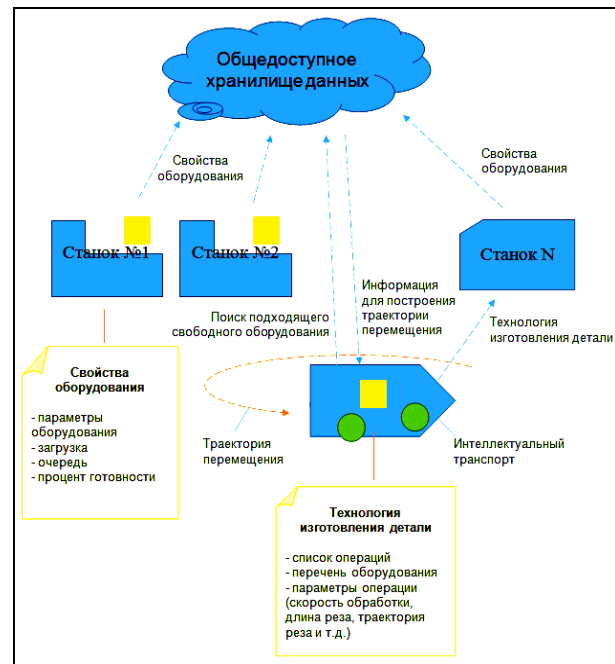 Общедоступное
хранилище данных
Свойства
оборудования
Свойства
оборудования
Станок №1
Станок №2
Станок N
Поиск подходящего
свободного оборудования
Информация
для построения
траектории
перемещения
Технология
изготовления детали
Свойства
оборудования
- параметры
оборудования
- загрузка
- очередь
- процент готовности
Траектория
перемещения
Интеллектуальный
транспорт
Технология
изготовления детали
- список операций
- перечень оборудования
- параметры операции
(скорость обработки,
длина реза, траектория
реза и т.д.)